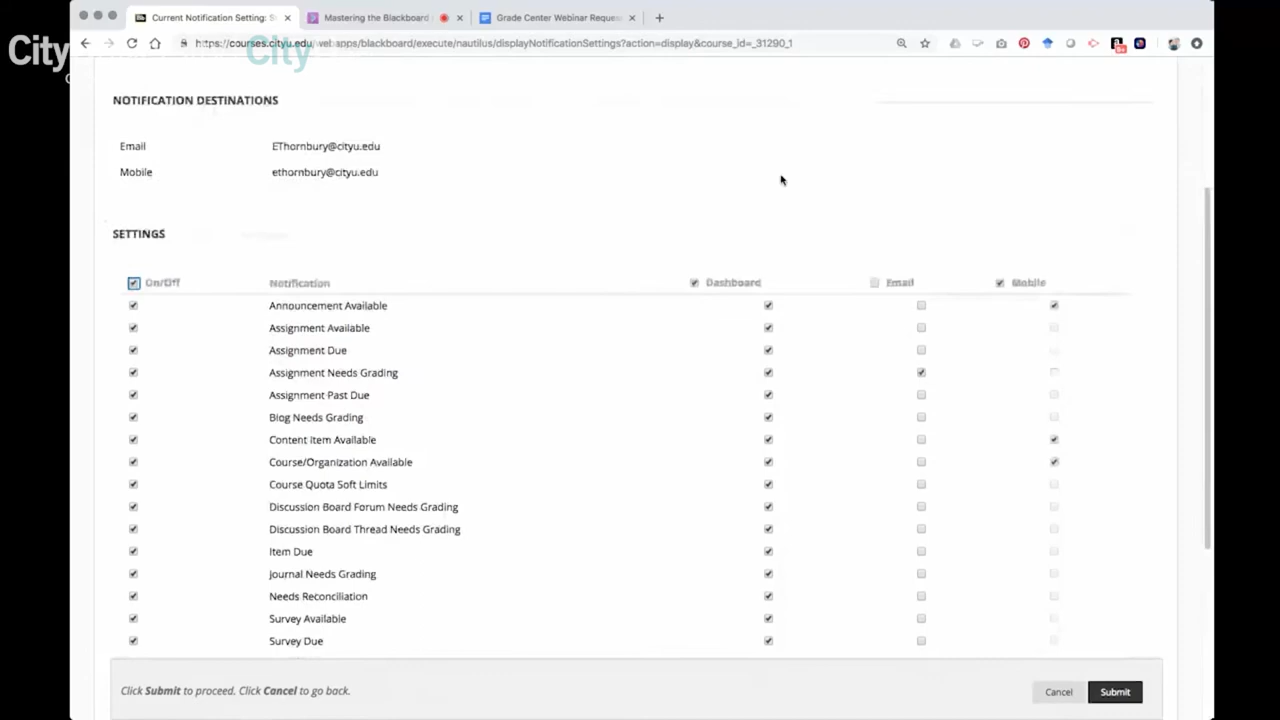 Current Notification Setting: S
Mastering the Blackboard
Grade Center Webinar Reques
https://courses.cityu.edu/webapps/blackboard/execute/nautilus/displayNotificationSettings?action=display&course_id=_31290_1
City
City
NOTIFICATION DESTINATIONS
Email EThornbury@cityu.edu
Mobile ethornbury@cityu.edu
SETTINGS
On/Off Notification Dashboard Email Mobile
Announcement Available
Assignment Available
Assignment Due
Assignment Needs Grading
Assignment Past Due
Blog Needs Grading
Content Item Available
Course/Organization Available
Course Quota Soft Limits
Discussion Board Forum Needs Grading
Discussion Board Thread Needs Grading
Item Due
Journal Needs Grading
Needs Reconciliation
Survey Available
Survey Due
Click Submit to proceed. Click Cancel to go back.
Cancel Submit